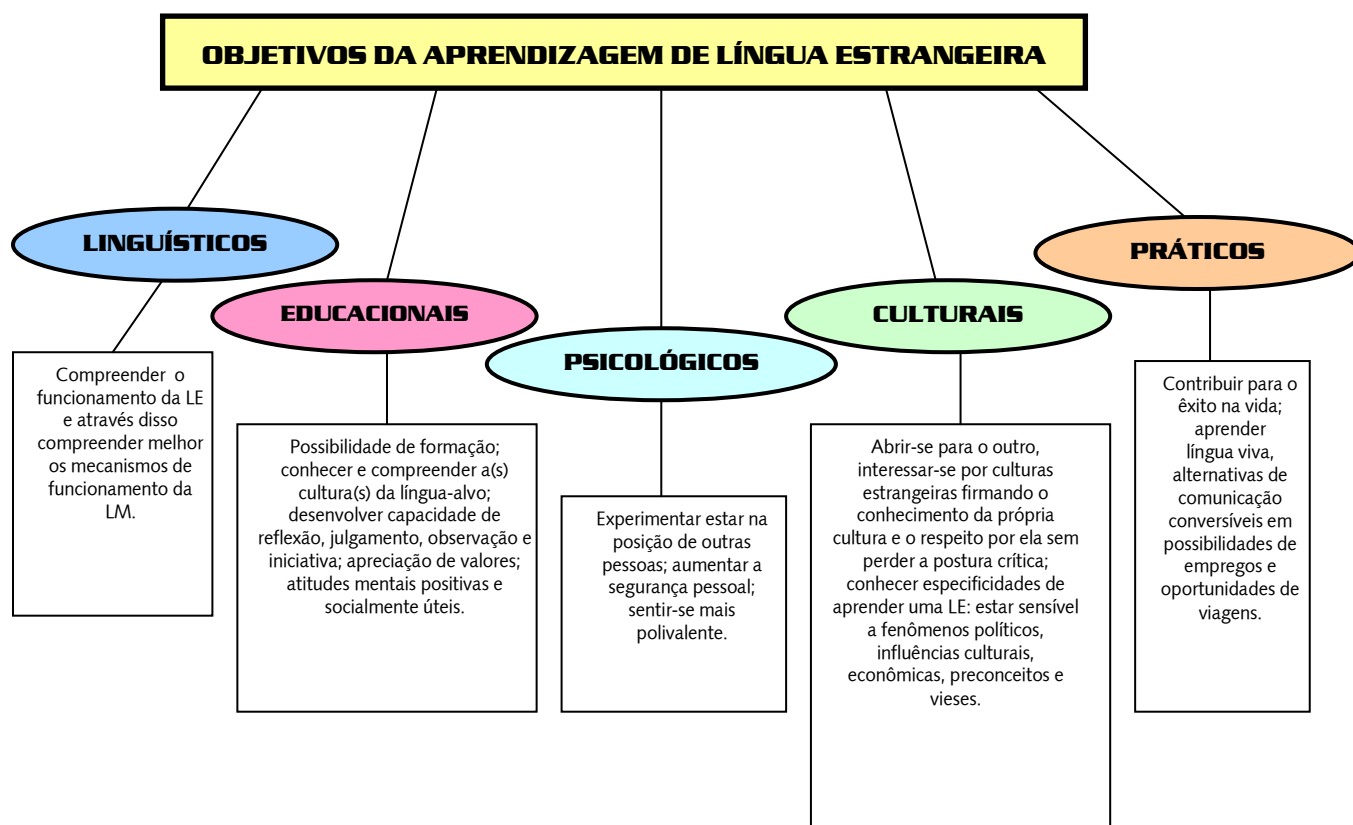 OBJETIVOS DA APRENDIZAGEM DE LÍNGUA ESTRANGEIRA
LINGUÍSTICOS
Compreender o
funcionamento da LE
e através disso
compreender melhor
os mecanismos de
funcionamento da
LM.
EDUCACIONAIS
Possibilidade de formação;
conhecer e compreender a(s)
cultura(s) da língua-alvo;
desenvolver capacidade de
reflexão, julgamento, observação e
iniciativa; apreciação de valores;
atitudes mentais positivas e
socialmente úteis.
PSICOLÓGICOS
Experimentar estar na
posição de outras
pessoas; aumentar a
segurança pessoal;
sentir-se mais
polivalente.
CULTURAIS
Abrir-se para o outro,
interessar-se por culturas
estrangeiras firmando o
conhecimento da própria
cultura e o respeito por ela sem
perder a postura crítica;
conhecer especificidades de
aprender uma LE: estar sensível
a fenômenos políticos,
influências culturais,
econômicas, preconceitos e
vieses.
PRÁTICOS
Contribuir para o
êxito na vida;
aprender
língua viva,
alternativas de
comunicação
conversíveis em
possibilidades de
empregos e
oportunidades de
viagens.